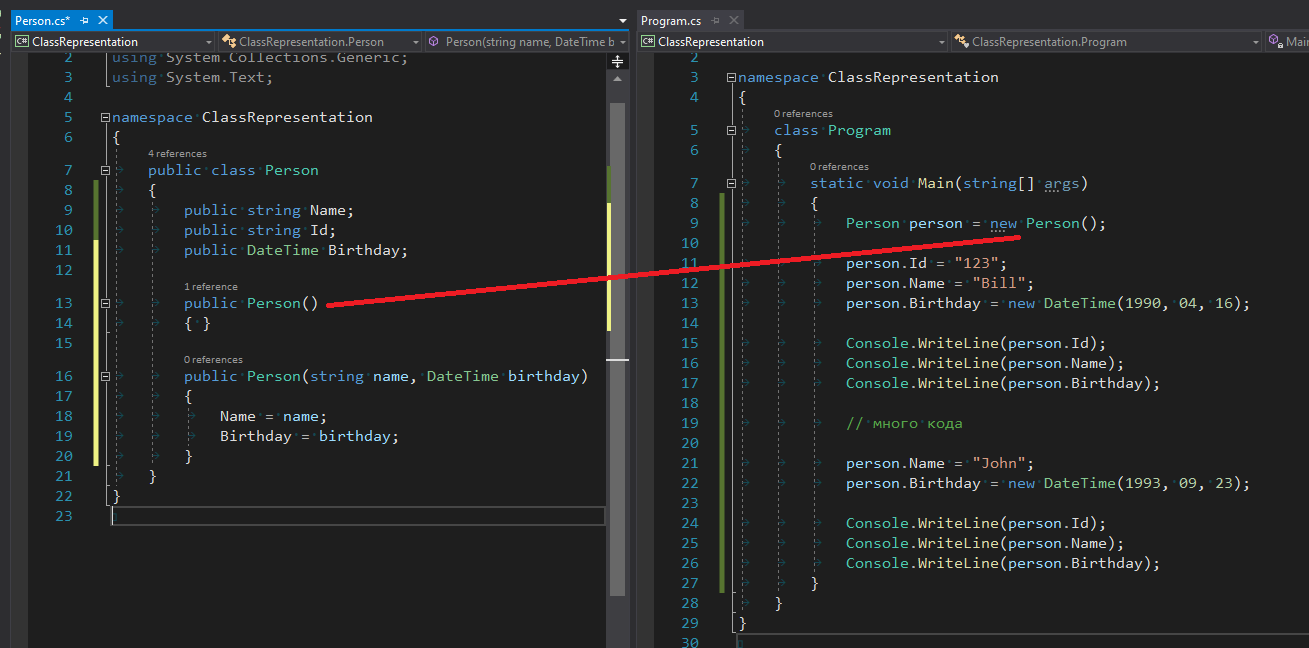 Person.cs*
ClassRepresentation
ClassRepresentation.Person
Person(string name, DateTime b
2 using System.Collections.Generic;
3 using System.Text;
4
5 namespace ClassRepresentation
6 {
4 references
7 public class Person
8 {
9 public string Name;
10 public string Id;
11 public DateTime Birthday;
12
1 reference
13 public Person()
14 { }
15
0 references
16 public Person(string name, DateTime birthday)
17 {
18 Name = name;
19 Birthday = birthday;
20 }
21 }
22 }
23
Program.cs
ClassRepresentation
ClassRepresentation.Program
Mai
2
3 namespace ClassRepresentation
4 {
0 references
5 class Program
6 {
0 references
7 static void Main(string[] args)
8 {
9 Person person = new Person();
10
11 person.Id = "123";
12 person.Name = "Bill";
13 person.Birthday = new DateTime(1990, 04, 16);
14
15 Console.WriteLine(person.Id);
16 Console.WriteLine(person.Name);
17 Console.WriteLine(person.Birthday);
18
19 // много кода
20
21 person.Name = "John";
22 person.Birthday = new DateTime(1993, 09, 23);
23
24 Console.WriteLine(person.Id);
25 Console.WriteLine(person.Name);
26 Console.WriteLine(person.Birthday);
27 }
28 }
29 }
30